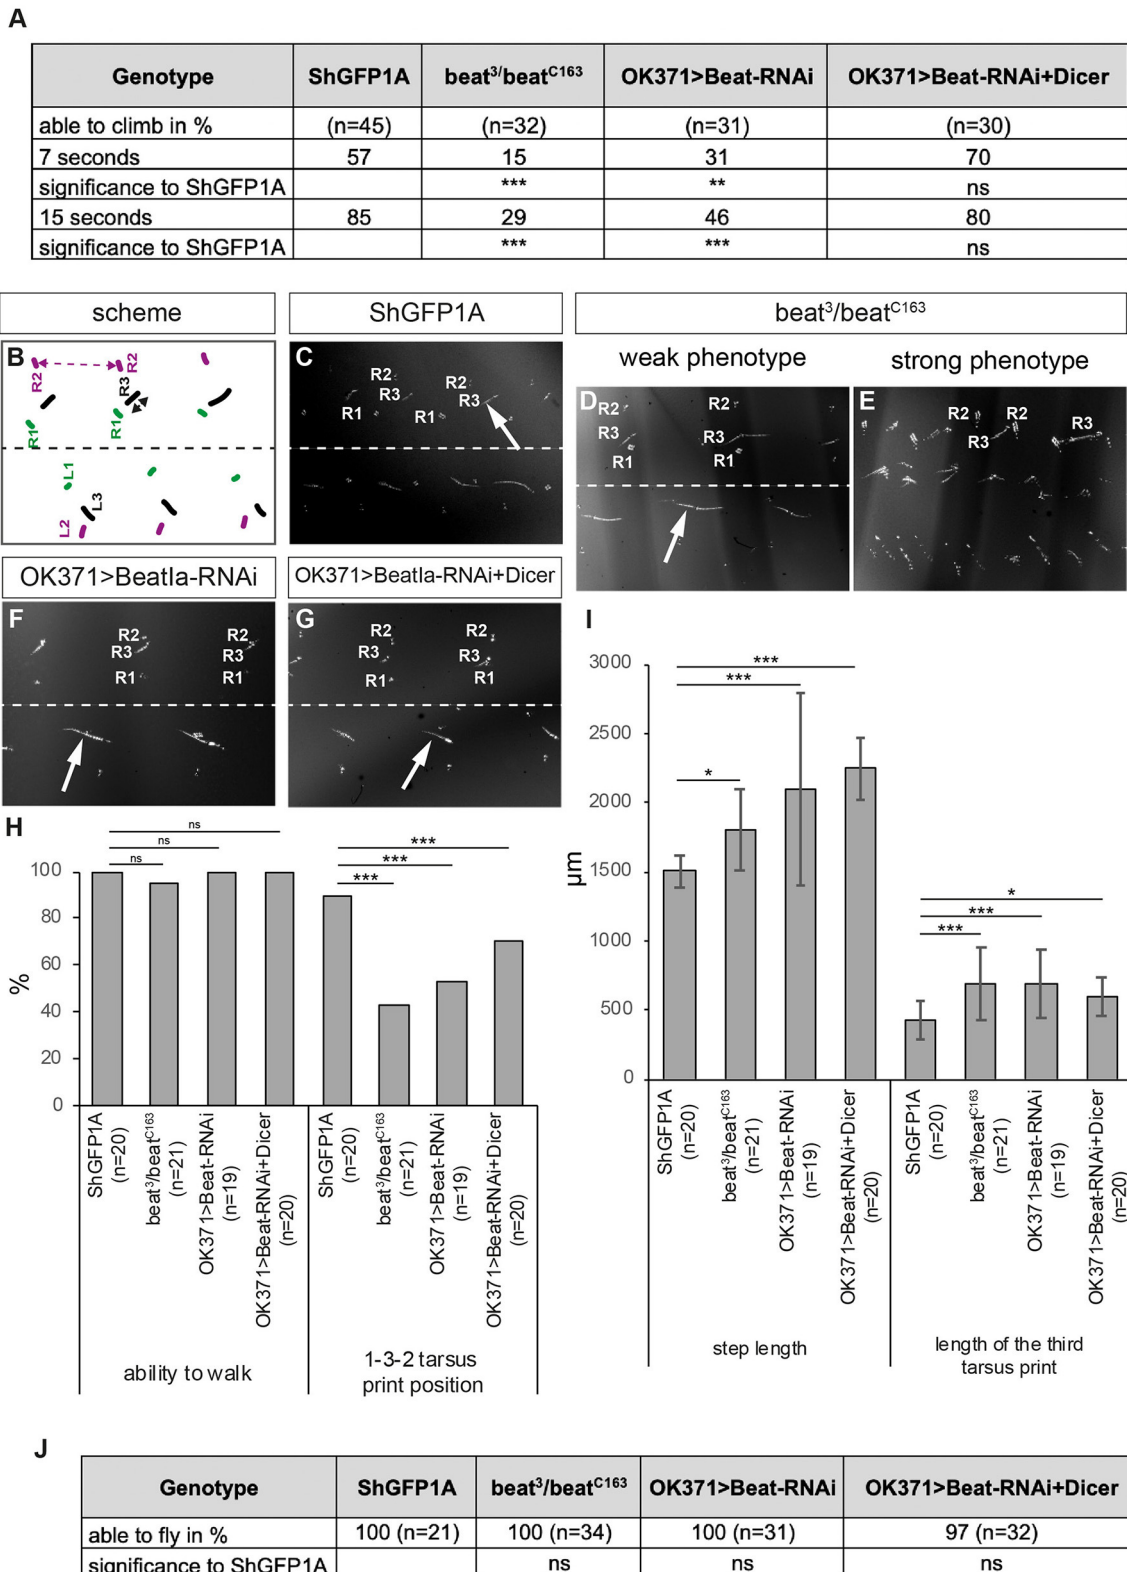 A
Genotype ShGFP1A beat3/beatC163 OK371>Beat-RNAi OK371>Beat-RNAi+Dicer
able to climb in % (n=45) (n=32) (n=31) (n=30)
7 seconds 57 15 31 70
significance to ShGFP1A *** ** ns
15 seconds 85 29 46 80
significance to ShGFP1A *** *** ns
scheme
ShGFP1A
beat3/beatC163
weak phenotype
strong phenotype
B
R2
R2
R3
R1
R1
L1
L3
L2
C
R2
R3
R1
R2
R3
R1
D
R2
R3
R1
R2
R3
R1
E
R2
R3
R2
R3
OK371>BeatIa-RNAi
OK371>BeatIa-RNAi+Dicer
F
R2
R3
R1
R2
R3
R1
G
R2
R3
R1
R2
R3
R1
H
ns
ns
ns
***
***
***
100
80
60
40
20
0
%
ShGFP1A
(n=20)
beat3/beatC163
(n=21)
OK371>Beat-RNAi
(n=19)
OK371>Beat-RNAi+Dicer
(n=20)
ShGFP1A
(n=20)
beat3/beatC163
(n=21)
OK371>Beat-RNAi
(n=19)
OK371>Beat-RNAi+Dicer
(n=20)
ability to walk
1-3-2 tarsus
print position
I
3000
2500
2000
1500
1000
500
0
µm
***
***
*
*
***
***
ShGFP1A
(n=20)
beat3/beatC163
(n=21)
OK371>Beat-RNAi
(n=19)
OK371>Beat-RNAi+Dicer
(n=20)
ShGFP1A
(n=20)
beat3/beatC163
(n=21)
OK371>Beat-RNAi
(n=19)
OK371>Beat-RNAi+Dicer
(n=20)
step length
length of the third
tarsus print
J
Genotype ShGFP1A beat3/beatC163 OK371>Beat-RNAi OK371>Beat-RNAi+Dicer
able to fly in % 100 (n=21) 100 (n=34) 100 (n=31) 97 (n=32)
significance to ShGFP1A ns ns ns